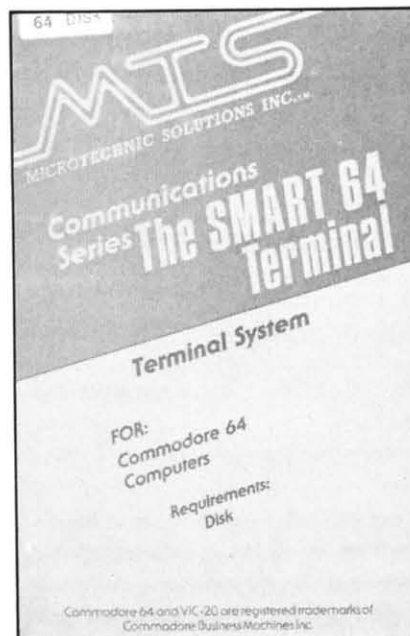 64 DISK
MTS
MICROTECHNIC SOLUTIONS INC.™
Communications
Series The SMART 64
Terminal
Terminal System
FOR:
Commodore 64
Computers
Requirements:
Disk
Commodore 64 and VIC-20 are registered trademarks of
Commodore Business Machines Inc.